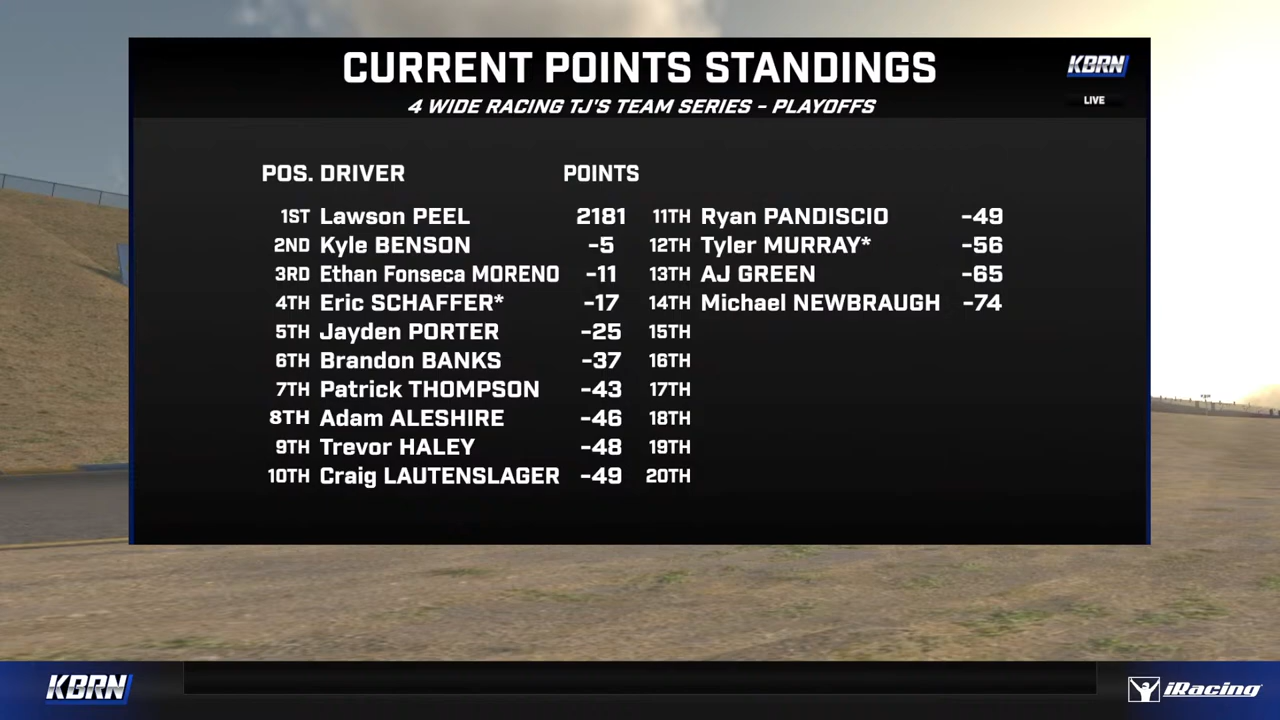 CURRENT POINTS STANDINGS
KBRN
4 WIDE RACING TJ'S TEAM SERIES - PLAYOFFS
LIVE
POS. DRIVER POINTS
1ST Lawson PEEL 2181
2ND Kyle BENSON -5
3RD Ethan Fonseca MORENO -11
4TH Eric SCHAFFER* -17
5TH Jayden PORTER -25
6TH Brandon BANKS -37
7TH Patrick THOMPSON -43
8TH Adam ALESHIRE -46
9TH Trevor HALEY -48
10TH Craig LAUTENSLAGER -49
11TH Ryan PANDISCIO -49
12TH Tyler MURRAY* -56
13TH AJ GREEN -65
14TH Michael NEWBRAUGH -74
15TH
16TH
17TH
18TH
19TH
20TH
KBRN
iRacing